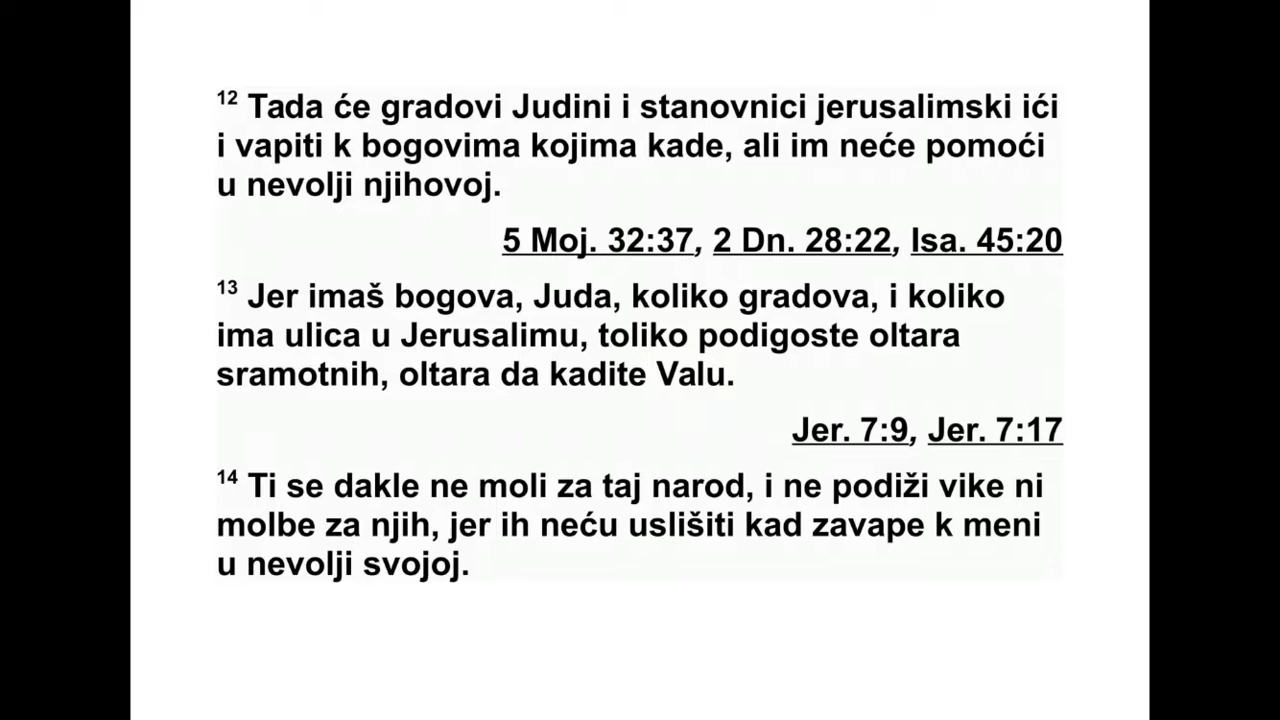 12 Tada će gradovi Judini i stanovnici jerusalimski ići
i vapiti k bogovima kojima kade, ali im neće pomoći
u nevolji njihovoj.
5 Moj. 32:37, 2 Dn. 28:22, Isa. 45:20
13 Jer imaš bogova, Juda, koliko gradova, i koliko
ima ulica u Jerusalimu, toliko podigoste oltara
sramotnih, oltara da kadite Valu.
Jer. 7:9, Jer. 7:17
14 Ti se dakle ne moli za taj narod, i ne podiži vike ni
molbe za njih, jer ih neću uslišiti kad zavape k meni
u nevolji svojoj.